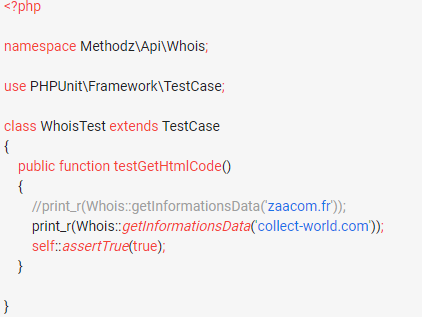 <?php
namespace Methodz\Api\Whois;
use PHPUnit\Framework\TestCase;
class WhoisTest extends TestCase
{
public function testGetHtmlCode()
{
//print_r(Whois::getInformationsData('zaacom.fr'));
print_r(Whois::getInformationsData('collect-world.com'));
self::assertTrue(true);
}
}